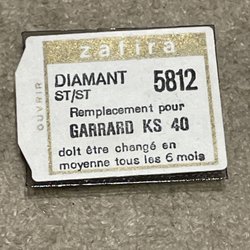 zafira
OUVRIR
DIAMANT 5812
ST/ST
Remplacement pour
GARRARD KS 40
doit être changé en
moyenne tous les 6 mois